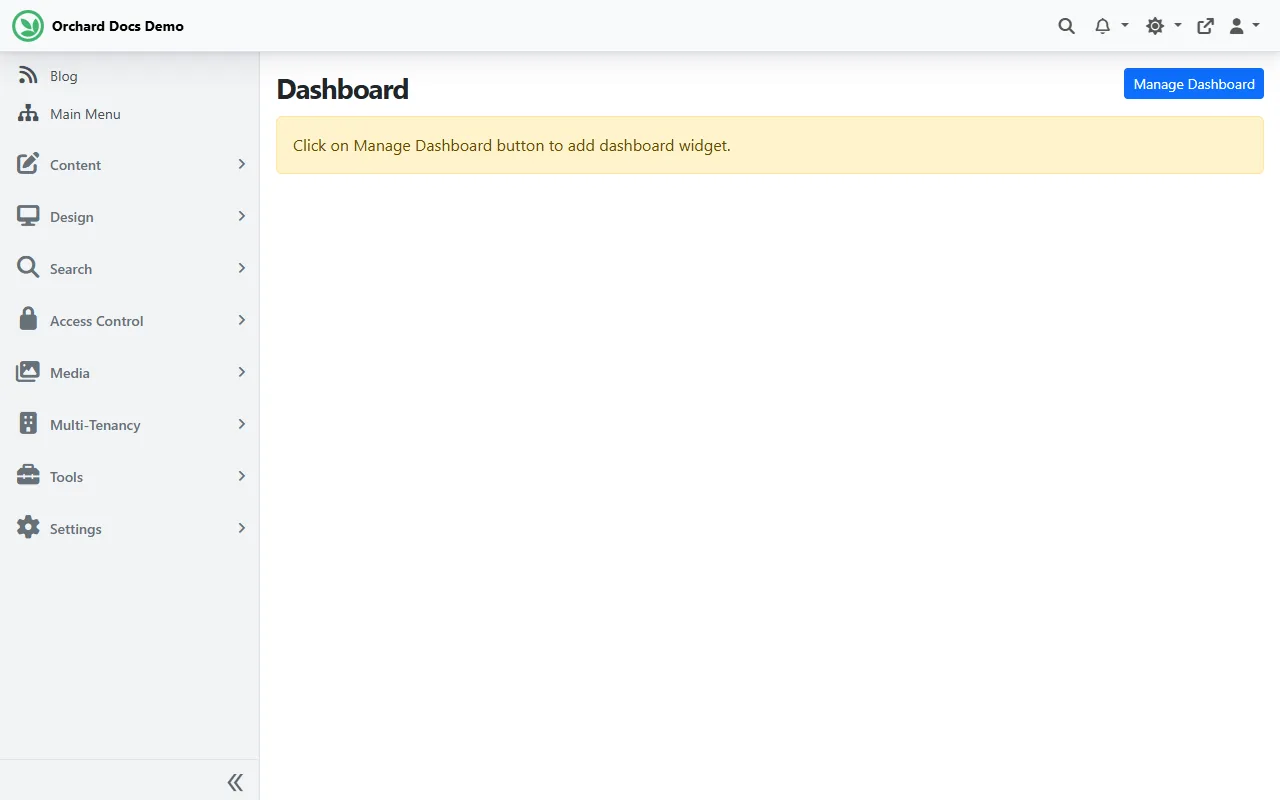 Orchard Docs Demo
Blog
Main Menu
Content
Design
Search
Access Control
Media
Multi-Tenancy
Tools
Settings
Dashboard
Manage Dashboard
Click on Manage Dashboard button to add dashboard widget.